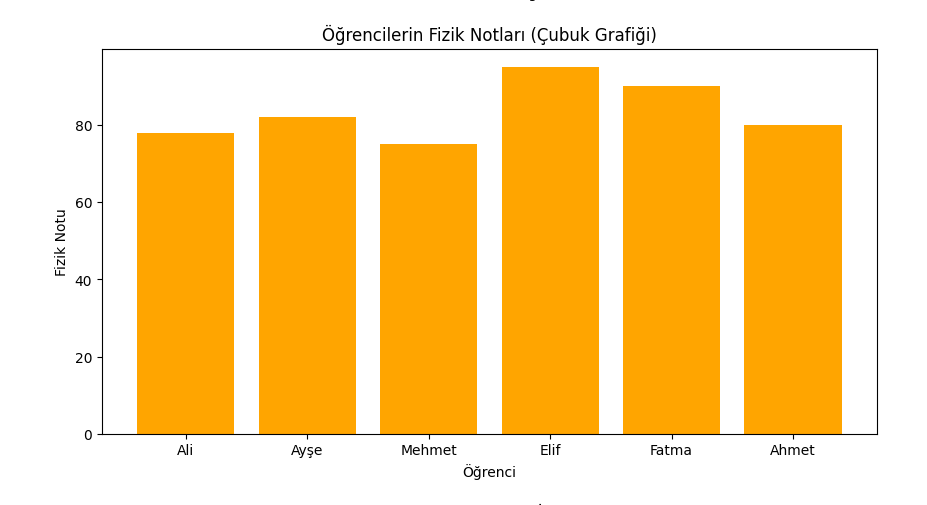 Öğrencilerin Fizik Notları (Çubuk Grafiği)
80
60
40
20
0
Fizik Notu
Ali Ayşe Mehmet Elif Fatma Ahmet
Öğrenci